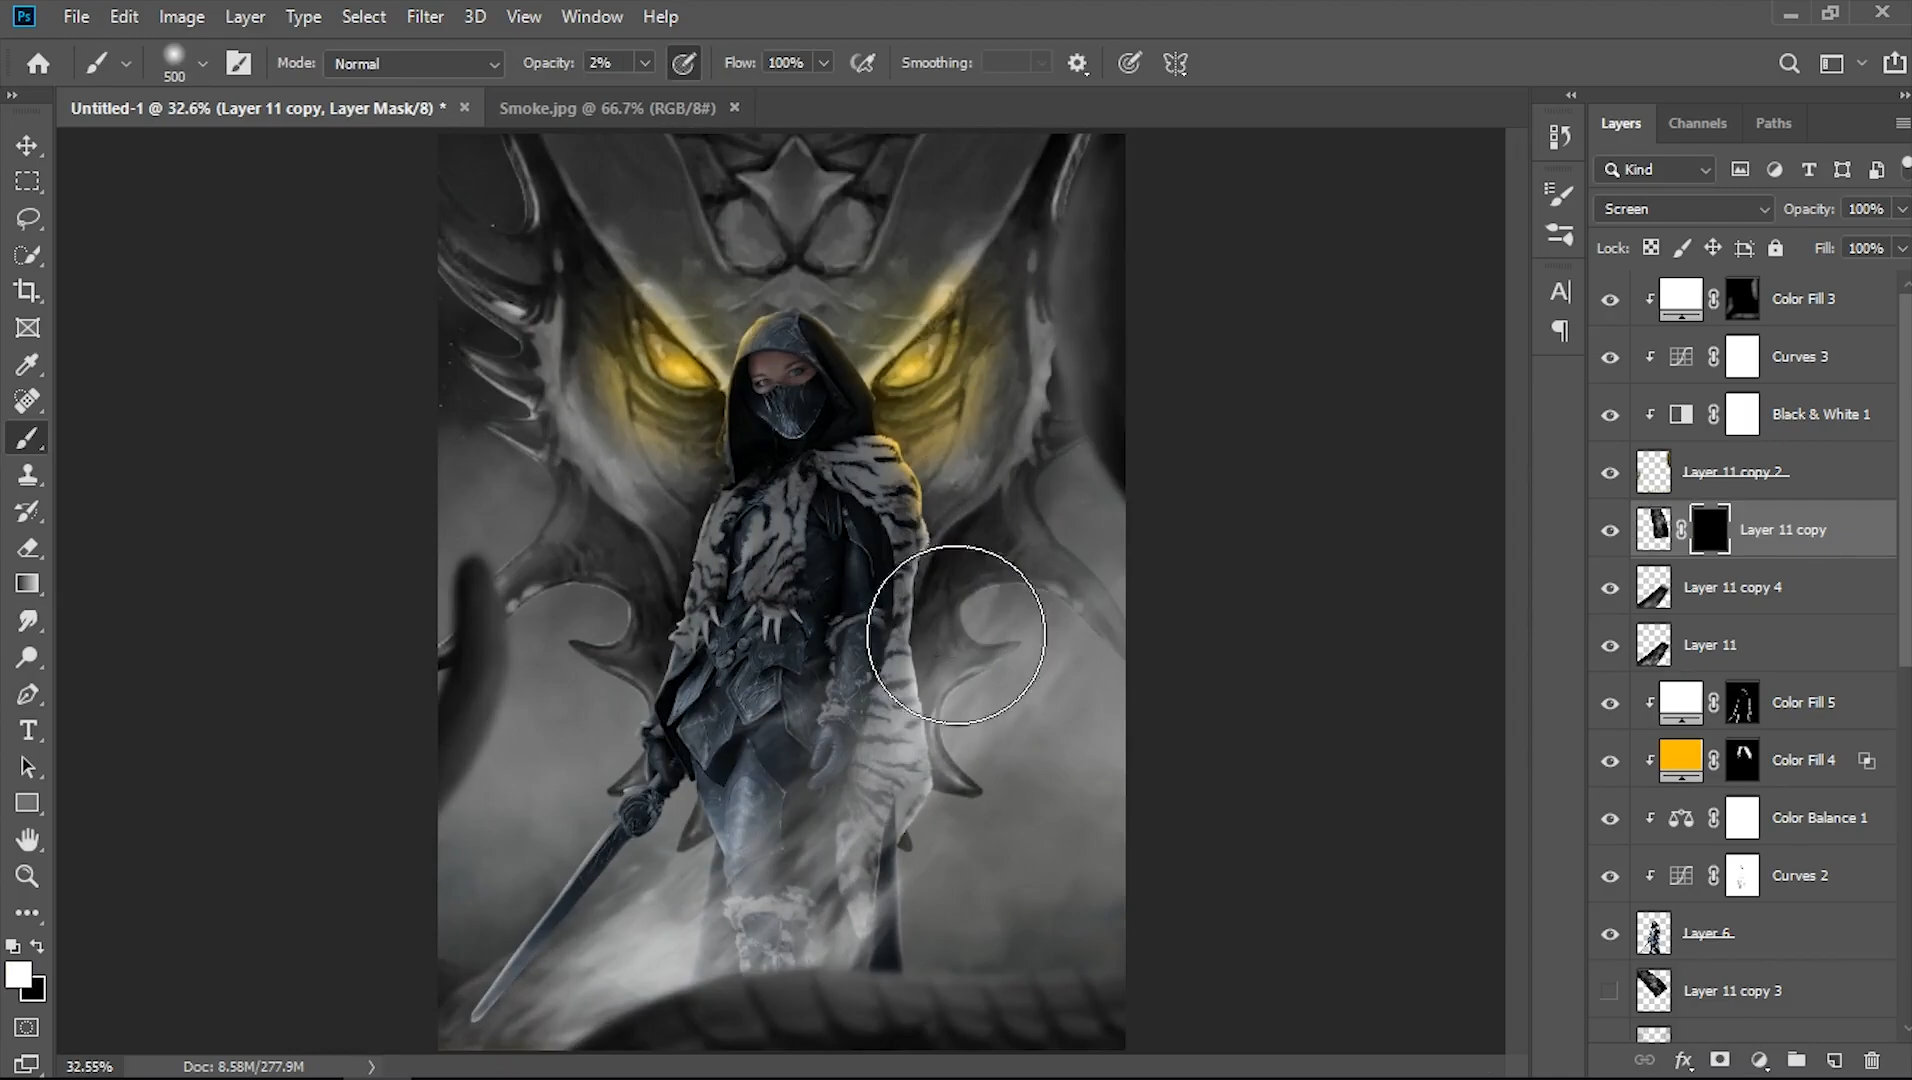 Ps File Edit Image Layer Type Select Filter 3D View Window Help
500 Mode: Normal Opacity: 2% Flow: 100% Smoothing:
Untitled-1 @ 32.6% (Layer 11 copy, Layer Mask/8) * Smoke.jpg @ 66.7% (RGB/8#)
Layers Channels Paths
Kind
Screen Opacity: 100%
Lock: Fill: 100%
Color Fill 3
Curves 3
Black & White 1
Layer 11 copy 2
Layer 11 copy
Layer 11 copy 4
Layer 11
Color Fill 5
Color Fill 4
Color Balance 1
Curves 2
Layer 6
Layer 11 copy 3
32.55% Doc: 8.58M/277.9M